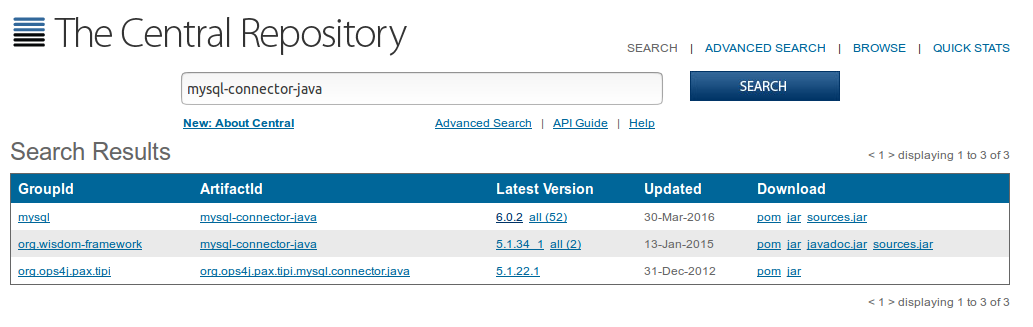 The Central Repository
SEARCH | ADVANCED SEARCH | BROWSE | QUICK STATS
mysql-connector-java SEARCH
New: About Central Advanced Search | API Guide | Help
Search Results < 1 > displaying 1 to 3 of 3
GroupId ArtifactId Latest Version Updated Download
mysql mysql-connector-java 6.0.2 all (52) 30-Mar-2016 pom jar sources.jar
org.wisdom-framework mysql-connector-java 5.1.34_1 all (2) 13-Jan-2015 pom jar javadoc.jar sources.jar
org.ops4j.pax.tipi org.ops4j.pax.tipi.mysql.connector.java 5.1.22.1 31-Dec-2012 pom jar
< 1 > displaying 1 to 3 of 3